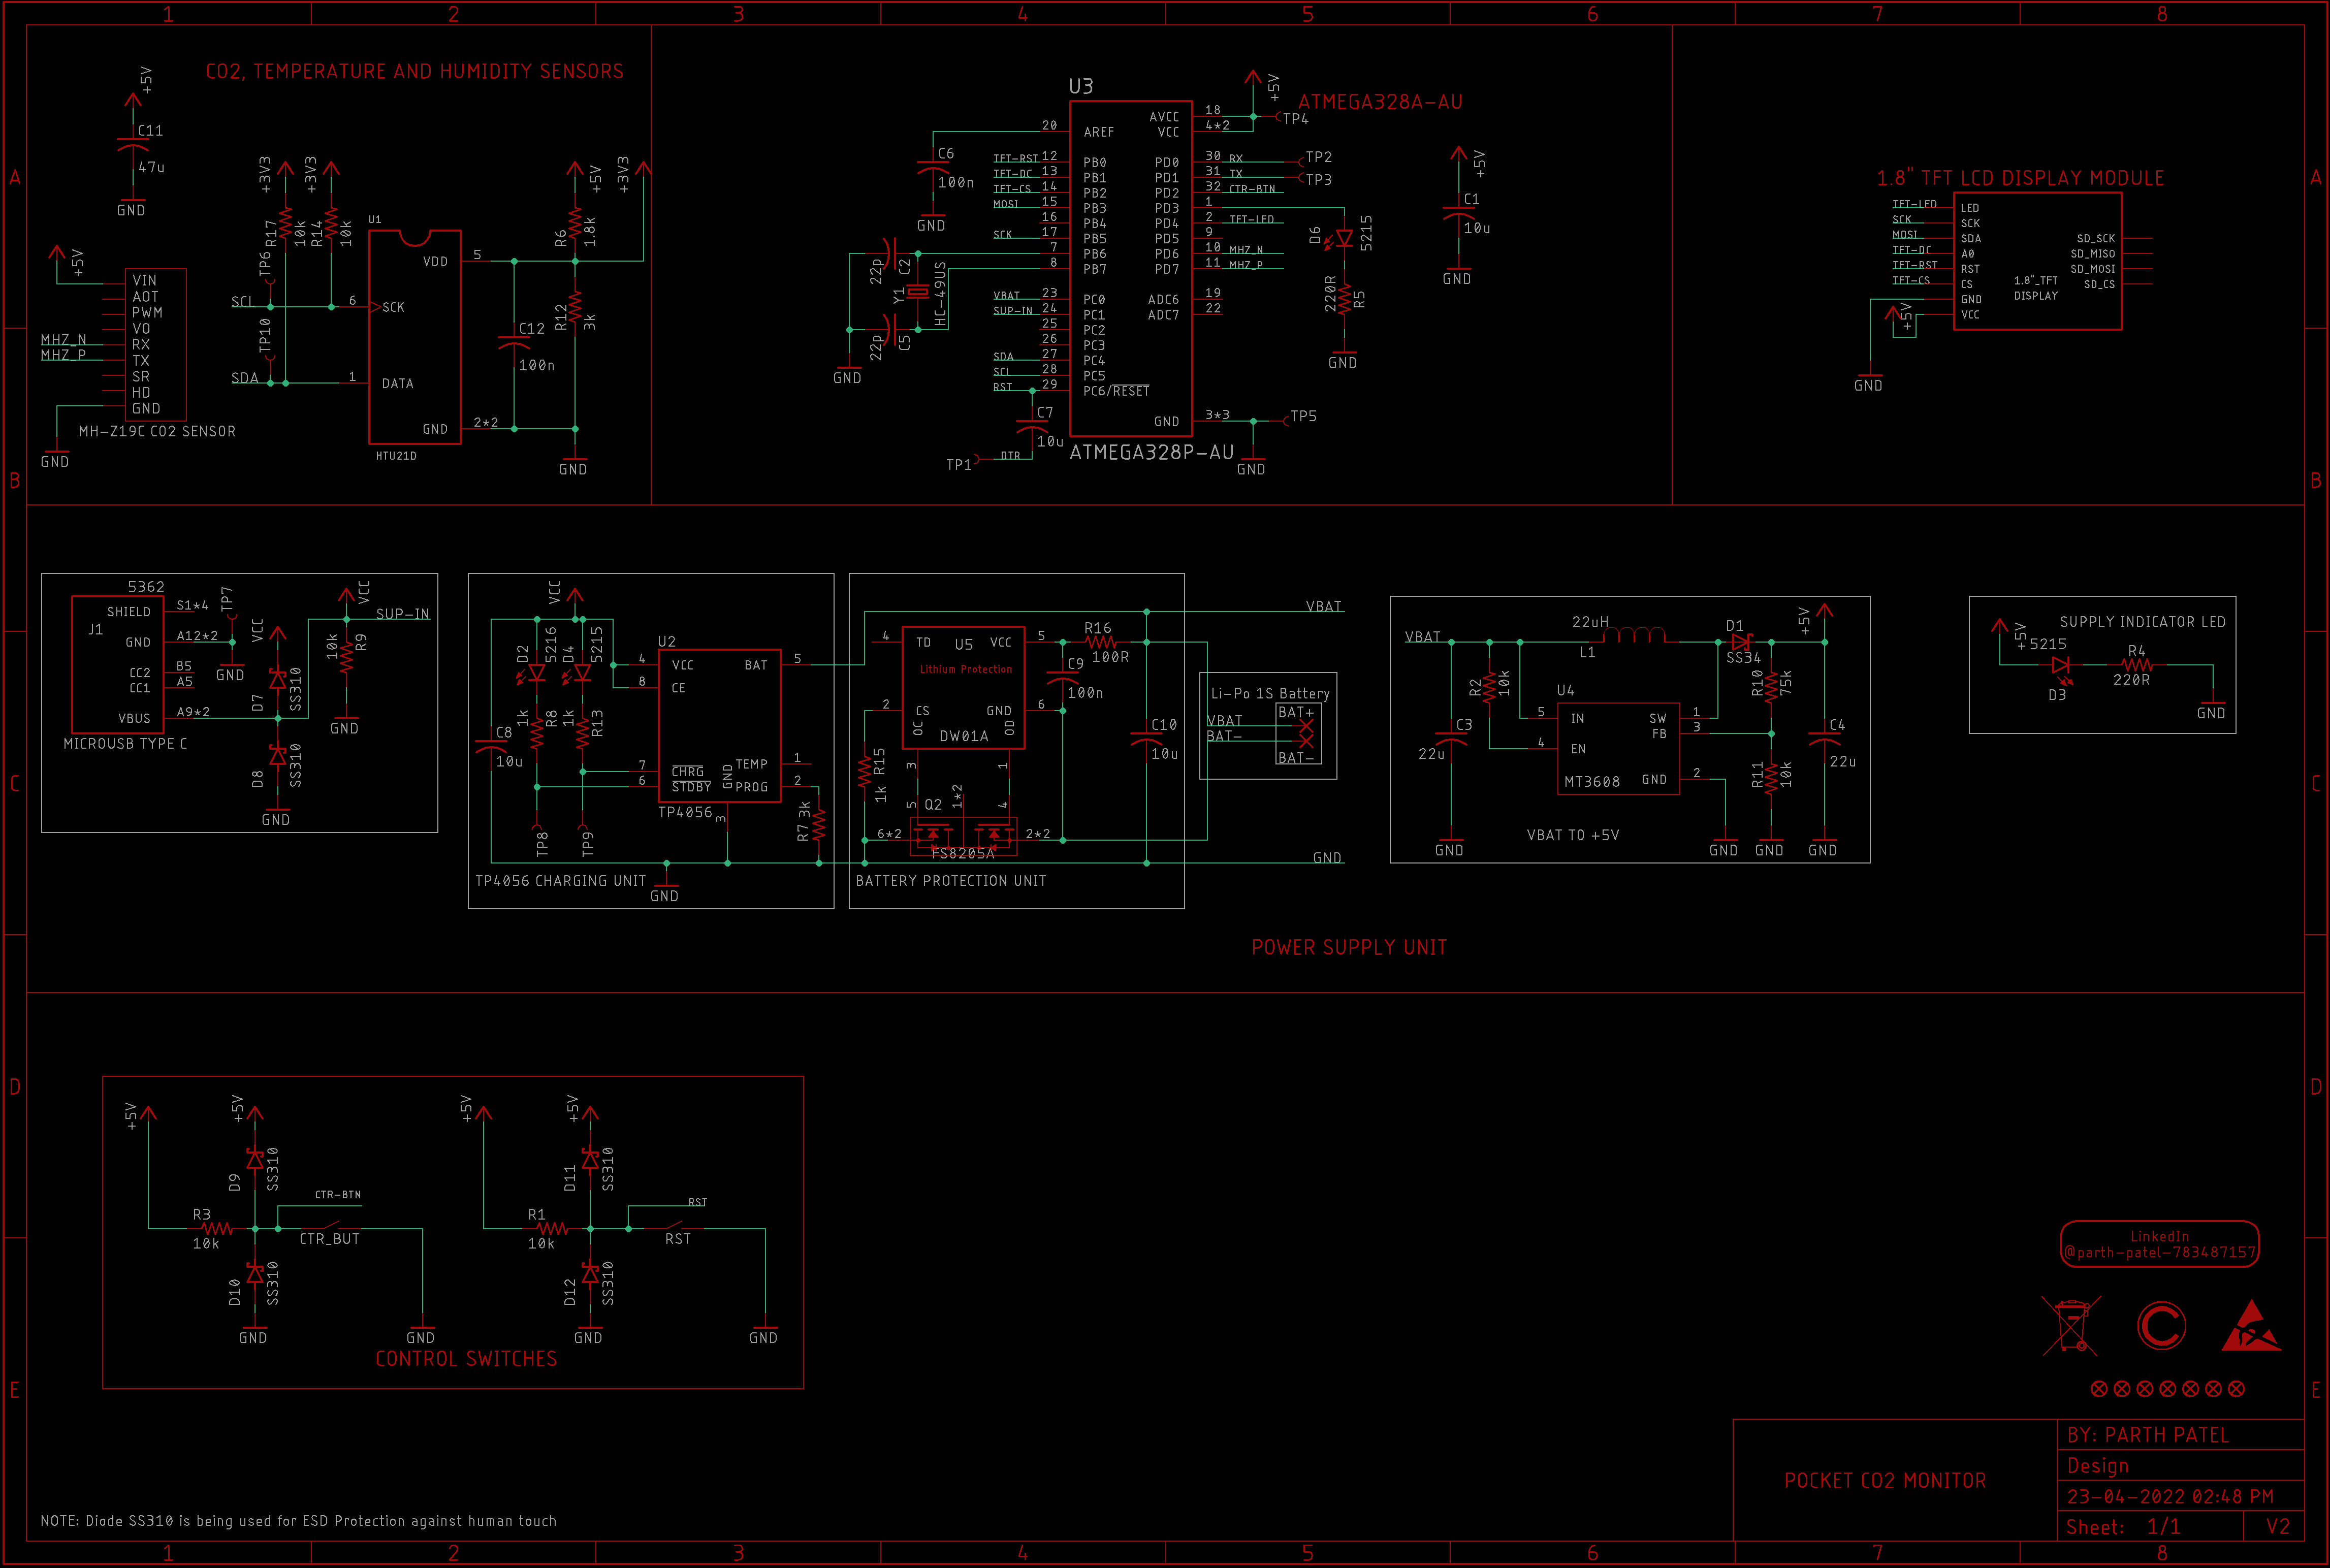 1 2 3 4 5 6 7 8
A
B
C
D
E
A
B
C
D
E
CO2, TEMPERATURE AND HUMIDITY SENSORS
+5V
C11
47u
GND
+5V
VIN
AOT
PWM
VO
MHZ_N RX
MHZ_P TX
SR
HD
GND
MH-Z19C CO2 SENSOR
GND
+3V3
+3V3
R17
10k
R14
10k
TP6
SCL
TP10
SDA
U1
VDD 5
6 SCK
1 DATA
GND 2*2
HTU21D
+5V
+3V3
R6
1.8k
R12
3k
C12
100n
GND
U3
ATMEGA328A-AU
+5V
AVCC 18
VCC 4*2
TP4
20 AREF
C6
100n
GND
TFT-RST 12 PB0
TFT-DC 13 PB1
TFT-CS 14 PB2
MOSI 15 PB3
16 PB4
SCK 17 PB5
7 PB6
8 PB7
VBAT 23 PC0
SUP-IN 24 PC1
25 PC2
26 PC3
SDA 27 PC4
SCL 28 PC5
RST 29 PC6/RESET
PD0 30 RX TP2
PD1 31 TX TP3
PD2 32 CTR-BTN
PD3 1
PD4 2 TFT-LED
PD5 9
PD6 10 MHZ_N
PD7 11 MHZ_P
ADC6 19
ADC7 22
GND 3*3 TP5
GND
ATMEGA328P-AU
22p
C2
Y1
HC-49US
22p
C5
GND
C7
10u
TP1 DTR
D6
5215
220R
R5
GND
+5V
C1
10u
GND
1.8" TFT LCD DISPLAY MODULE
TFT-LED LED
SCK SCK
MOSI SDA
TFT-DC A0
TFT-RST RST
TFT-CS CS
GND
VCC
+5V
GND
SD_SCK
SD_MISO
SD_MOSI
SD_CS
1.8"_TFT
DISPLAY
5362
J1
SHIELD S1*4
GND A12*2
CC2 B5
CC1 A5
VBUS A9*2
MICROUSB TYPE C
TP7
GND
VCC
D7
SS310
D8
SS310
GND
VCC
SUP-IN
10k
R9
GND
VCC
D2
5216
D4
5215
1k
R8
1k
R13
C8
10u
TP8
TP9
U2
4 VCC
8 CE
7 CHRG
6 STDBY
BAT 5
TEMP 1
PROG 2
GND
3
TP4056
R7 3k
GND
TP4056 CHARGING UNIT
4 TD
U5
VCC 5
Lithium Protection
2 CS
GND 6
OC
OD
DW01A
3
1
R15
1k
R16
100R
C9
100n
C10
10u
Q2
5
1*2
4
6*2
2*2
FS8205A
VBAT
GND
BATTERY PROTECTION UNIT
Li-Po 1S Battery
BAT+
VBAT
BAT-
BAT-
POWER SUPPLY UNIT
VBAT
22uH
L1
D1
SS34
+5V
R2
10k
C3
22u
U4
5 IN
4 EN
SW 1
FB 3
GND 2
MT3608
R10
75k
R11
10k
C4
22u
GND
GND
GND
GND
VBAT TO +5V
SUPPLY INDICATOR LED
+5V
5215
D3
R4
220R
GND
+5V
+5V
D9
SS310
R3
10k
CTR-BTN
CTR_BUT
D10
SS310
GND
GND
+5V
+5V
D11
SS310
R1
10k
RST
RST
D12
SS310
GND
GND
CONTROL SWITCHES
LinkedIn
@parth-patel-783487157
C
POCKET CO2 MONITOR
BY: PARTH PATEL
Design
23-04-2022 02:48 PM
Sheet: 1/1
V2
NOTE: Diode SS310 is being used for ESD Protection against human touch
1 2 3 4 5 6 7 8